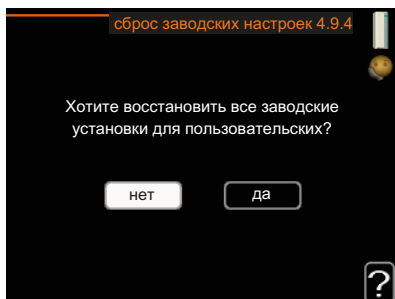 сброс заводских настроек 4.9.4
Хотите восстановить все заводские
установки для пользовательских?
нет да
?